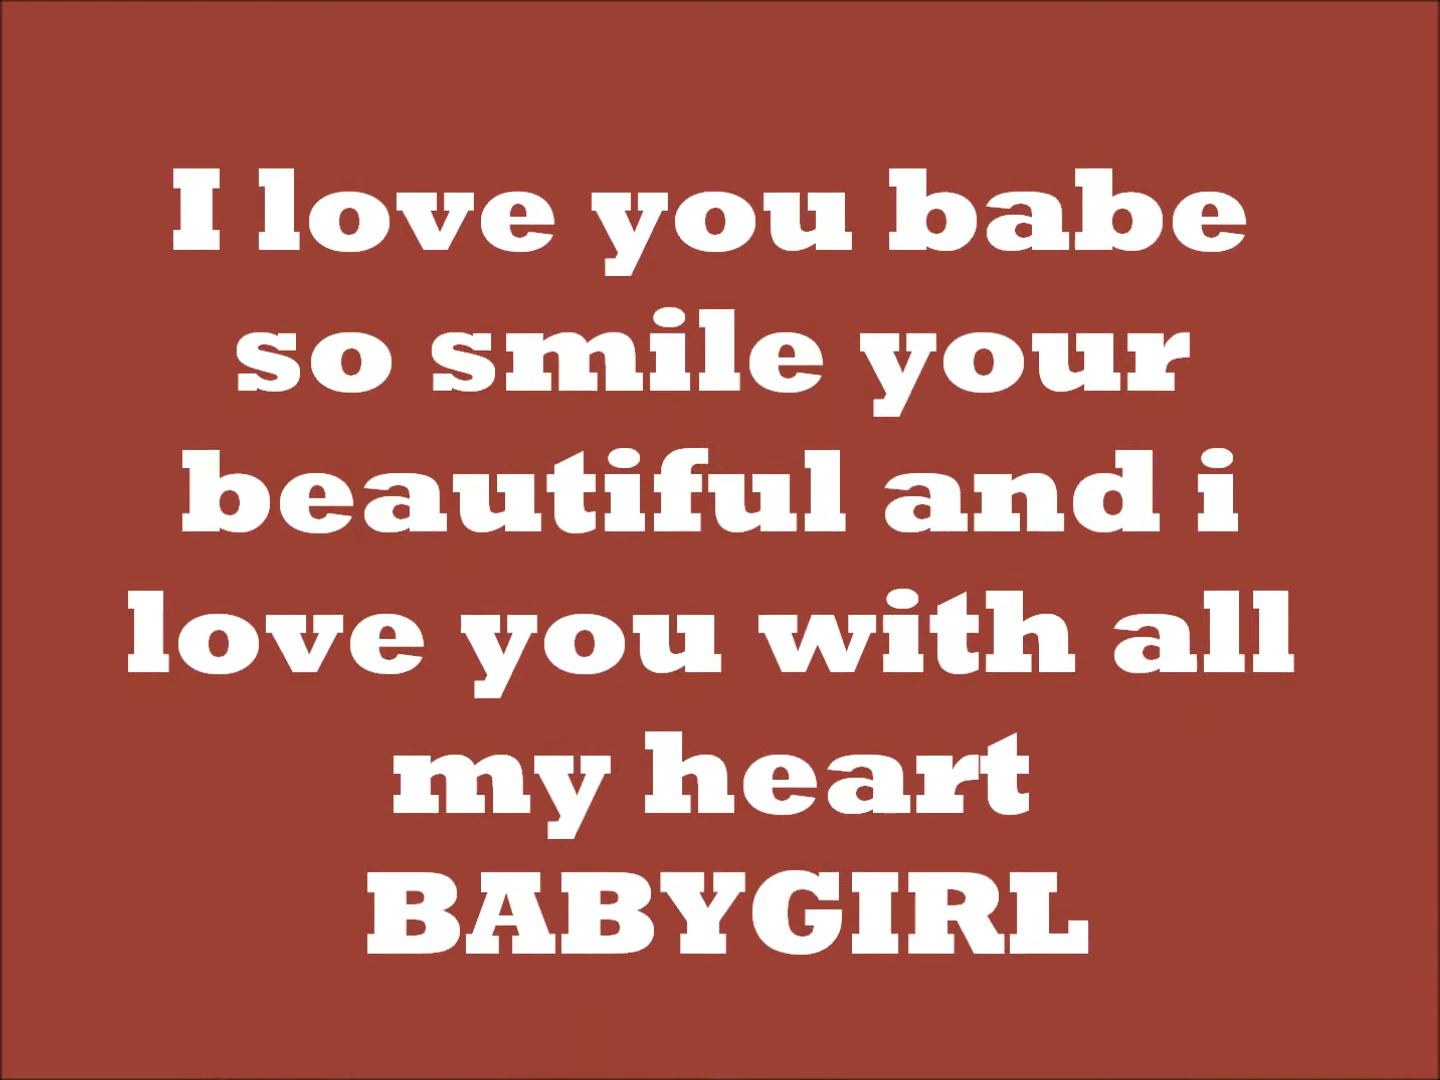 I love you babe
so smile your
beautiful and i
love you with all
my heart
BABYGIRL